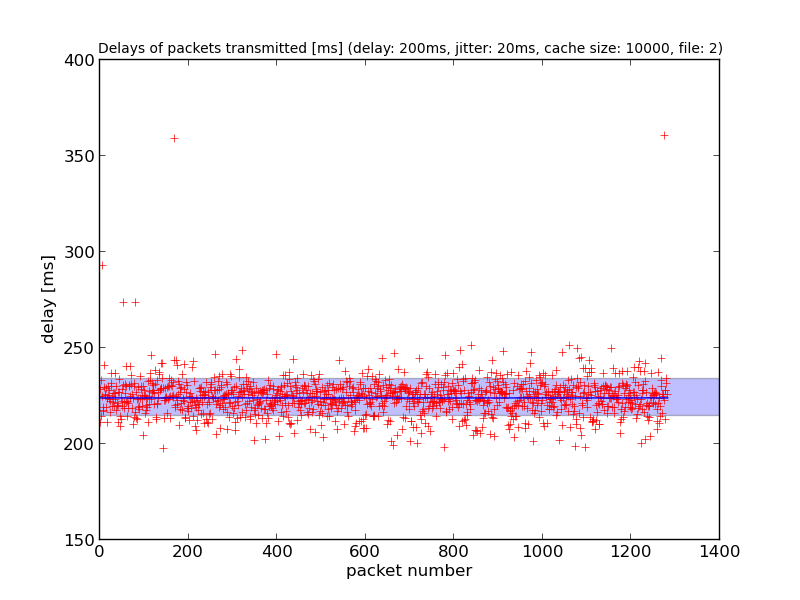 Delays of packets transmitted [ms] (delay: 200ms, jitter: 20ms, cache size: 10000, file: 2)
400
350
300
250
200
150
delay [ms]
0 200 400 600 800 1000 1200 1400
packet number